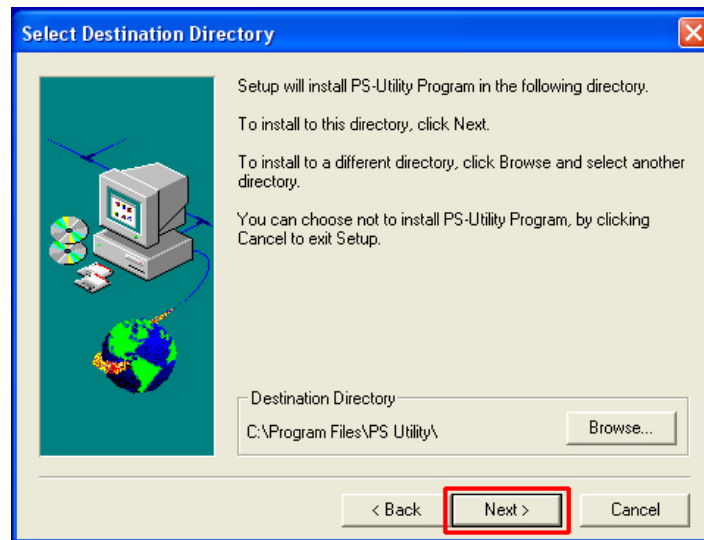 Select Destination Directory
Setup will install PS-Utility Program in the following directory.
To install to this directory, click Next.
To install to a different directory, click Browse and select another
directory.
You can choose not to install PS-Utility Program, by clicking
Cancel to exit Setup.
Destination Directory
C:\Program Files\PS Utility\
Browse...
< Back
Next >
Cancel